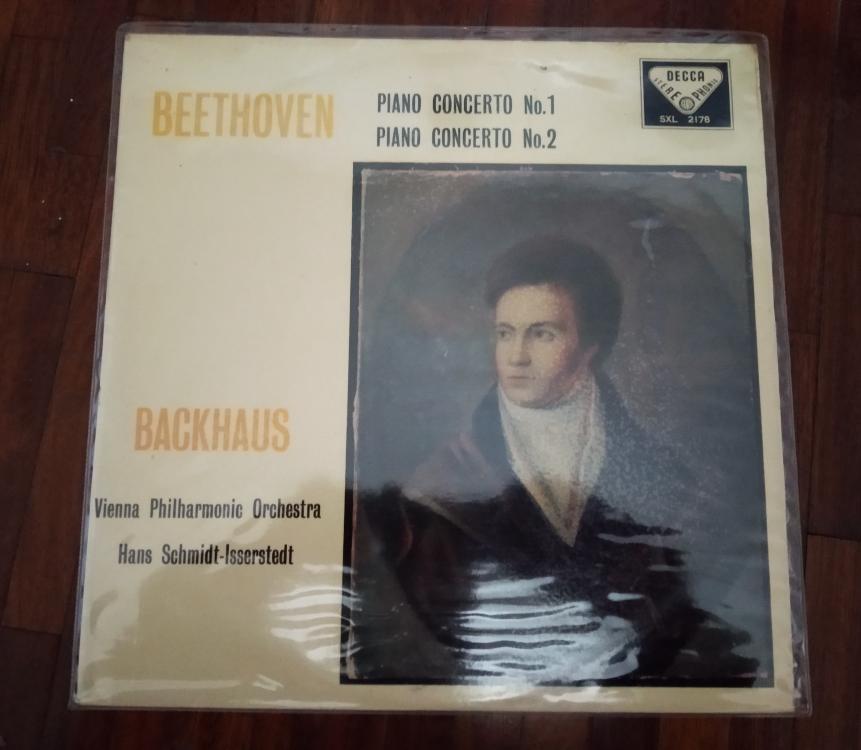 BEETHOVEN
PIANO CONCERTO No.1
PIANO CONCERTO No.2
DECCA
STEREOPHONIC
SXL 2178
BACKHAUS
Vienna Philharmonic Orchestra
Hans Schmidt-Isserstedt